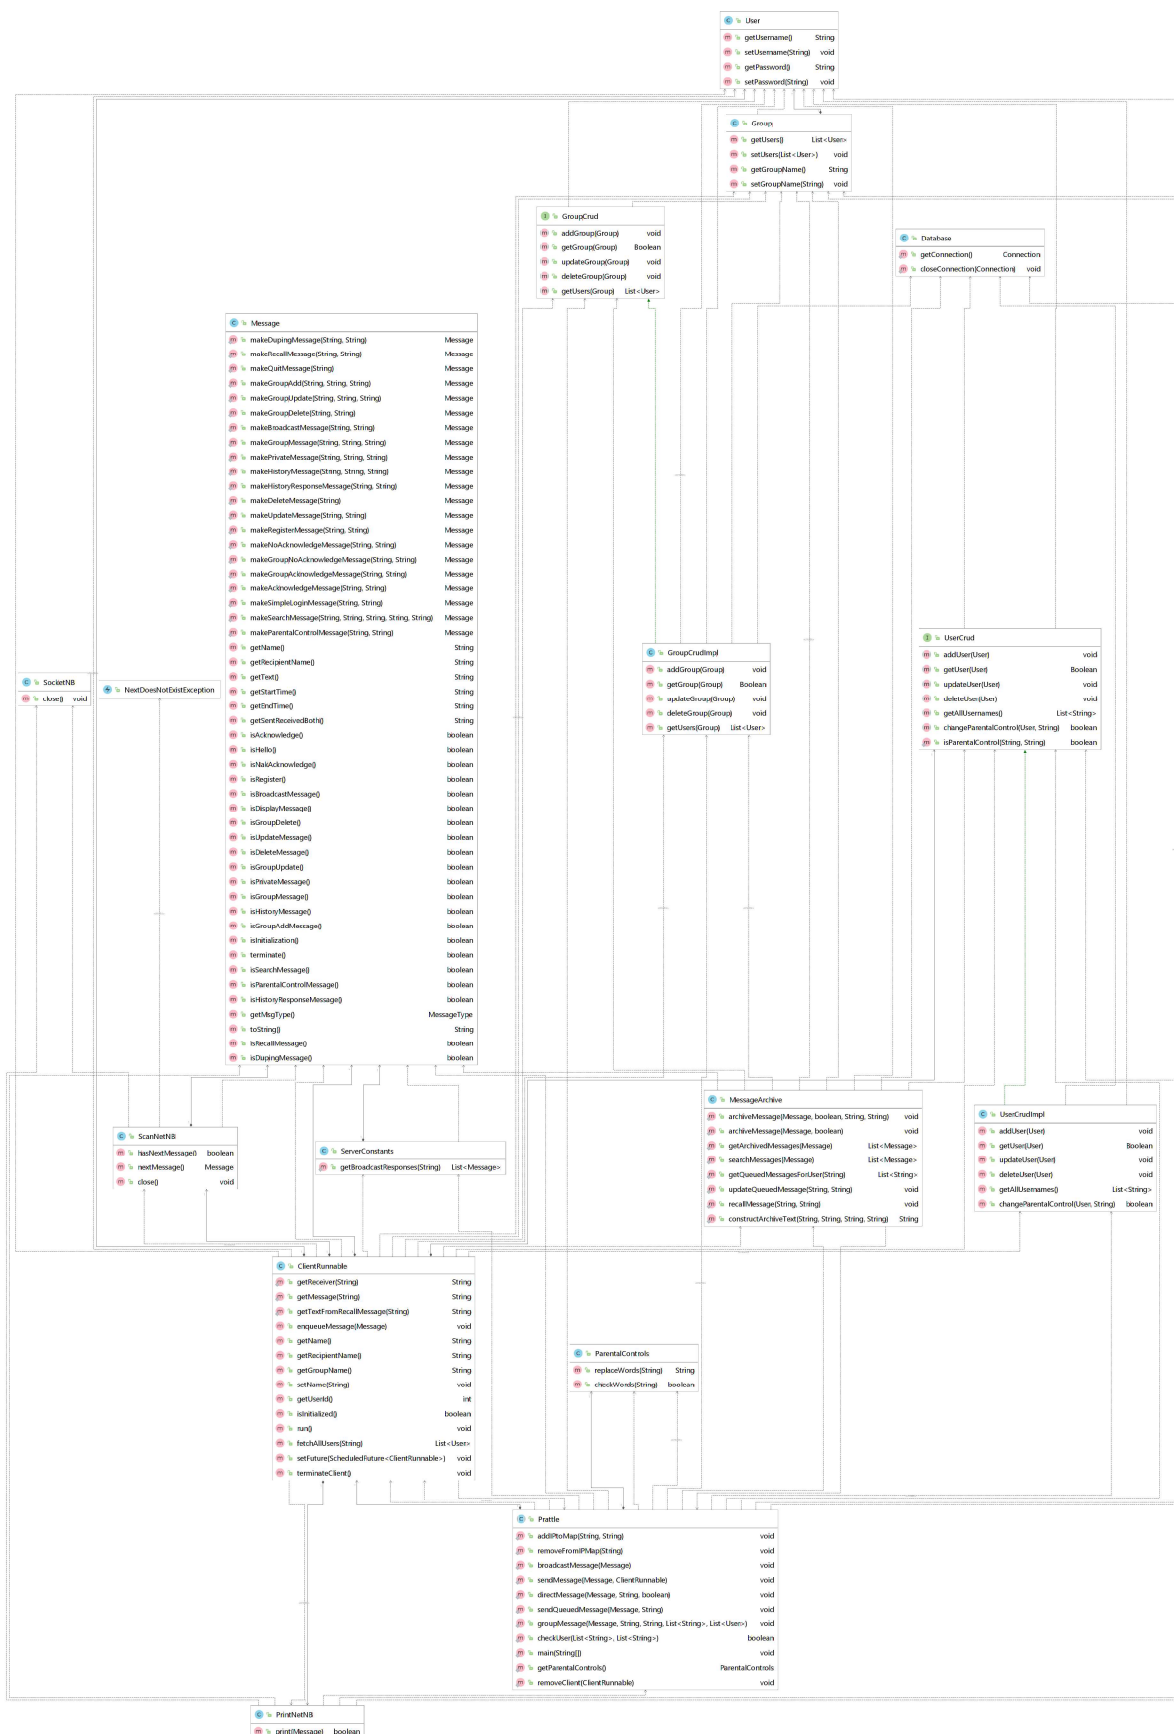 User
getUsername() String
setUsername(String) void
getPassword() String
setPassword(String) void
Group
getUsers() List<User>
setUsers(List<User>) void
getGroupName() String
setGroupName(String) void
GroupCrud
addGroup(Group) void
getGroup(Group) Boolean
updateGroup(Group) void
deleteGroup(Group) void
getUsers(Group) List<User>
Database
getConnection() Connection
closeConnection(Connection) void
Message
makeDupingMessage(String, String) Message
makeRecallMessage(String, String) Message
makeQuitMessage(String) Message
makeGroupAdd(String, String, String) Message
makeGroupUpdate(String, String, String) Message
makeGroupDelete(String, String) Message
makeBroadcastMessage(String, String) Message
makeGroupMessage(String, String, String) Message
makePrivateMessage(String, String, String) Message
makeHistoryMessage(String, String, String) Message
makeHistoryResponseMessage(String, String) Message
makeDeleteMessage(String) Message
makeUpdateMessage(String, String) Message
makeRegisterMessage(String, String) Message
makeNoAcknowledgeMessage(String, String) Message
makeGroupNoAcknowledgeMessage(String, String) Message
makeGroupAcknowledgeMessage(String, String) Message
makeAcknowledgeMessage(String, String) Message
makeSimpleLoginMessage(String, String) Message
makeSearchMessage(String, String, String, String, String) Message
makeParentalControlMessage(String, String) Message
getName() String
getRecipientName() String
getText() String
getStartTime() String
getEndTime() String
getSentReceivedBoth() String
isAcknowledge() boolean
isHello() boolean
isNakAcknowledge() boolean
isRegister() boolean
isBroadcastMessage() boolean
isDisplayMessage() boolean
isGroupDelete() boolean
isUpdateMessage() boolean
isDeleteMessage() boolean
isGroupUpdate() boolean
isPrivateMessage() boolean
isGroupMessage() boolean
isHistoryMessage() boolean
isGroupAddMessage() boolean
isInitialization() boolean
terminate() boolean
isSearchMessage() boolean
isParentalControlMessage() boolean
isHistoryResponseMessage() boolean
getMsgType() MessageType
toString() String
isRecallMessage() boolean
isDupingMessage() boolean
SocketNB
close() void
NextDoesNotExistException
GroupCrudImpl
addGroup(Group) void
getGroup(Group) Boolean
updateGroup(Group) void
deleteGroup(Group) void
getUsers(Group) List<User>
UserCrud
addUser(User) void
getUser(User) Boolean
updateUser(User) void
deleteUser(User) void
getAllUsernames() List<String>
changeParentalControl(User, String) boolean
isParentalControl(String, String) boolean
ScanNetNB
hasNextMessage() boolean
nextMessage() Message
close() void
ServerConstants
getBroadcastResponses(String) List<Message>
MessageArchive
archiveMessage(Message, boolean, String, String) void
archiveMessage(Message, boolean) void
getArchivedMessages(Message) List<Message>
searchMessages(Message) List<Message>
getQueuedMessagesForUser(String) List<String>
updateQueuedMessage(String, String) void
recallMessage(String, String) void
constructArchiveText(String, String, String, String) String
UserCrudImpl
addUser(User) void
getUser(User) Boolean
updateUser(User) void
deleteUser(User) void
getAllUsernames() List<String>
changeParentalControl(User, String) boolean
ClientRunnable
getReceiver(String) String
getMessage(String) String
getTextFromRecallMessage(String) String
enqueueMessage(Message) void
getName() String
getRecipientName() String
getGroupName() String
setName(String) void
getUserId() int
isInitialized() boolean
run() void
fetchAllUsers(String) List<User>
setFuture(ScheduledFuture<ClientRunnable>) void
terminateClient() void
ParentalControls
replaceWords(String) String
checkWords(String) boolean
Prattle
addIPtoMap(String, String) void
removeFromIPMap(String) void
broadcastMessage(Message) void
sendMessage(Message, ClientRunnable) void
directMessage(Message, String, boolean) void
sendQueuedMessage(Message, String) void
groupMessage(Message, String, String, List<String>, List<User>) void
checkUser(List<String>, List<String>) boolean
main(String[]) void
getParentalControls() ParentalControls
removeClient(ClientRunnable) void
PrintNetNB
print(Message) boolean